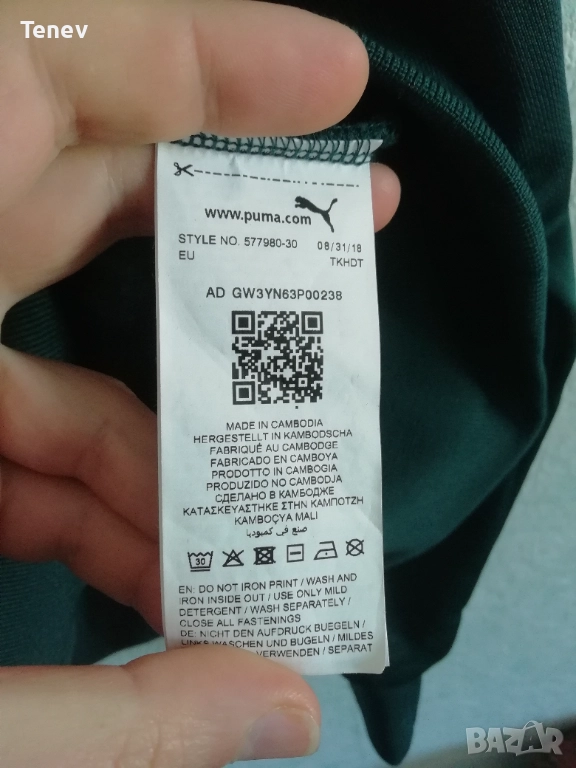 Tenev
www.puma.com
STYLE NO. 577980-30 08/31/18
EU TKHDT
AD GW3YN63P00238
MADE IN CAMBODIA
HERGESTELLT IN KAMBODSCHA
FABRIQUÉ AU CAMBODGE
FABRICADO EN CAMBOYA
PRODOTTO IN CAMBOGIA
PRODUZIDO NO CAMBODJA
СДЕЛАНО В КАМБОДЖЕ
ΚΑΤΑΣΚΕΥΑΣΤΗΚΕ ΣΤΗΝ ΚΑΜΠΟΤΖΗ
KAMBOÇYA MALI
صنع في كمبوديا
30
EN: DO NOT IRON PRINT / WASH AND
IRON INSIDE OUT / USE ONLY MILD
DETERGENT / WASH SEPARATELY /
CLOSE ALL FASTENINGS
DE: NICHT DEN AUFDRUCK BUEGELN /
LINKS WASCHEN UND BUGELN / MILDES
VERWENDEN / SEPARAT
BAZAR